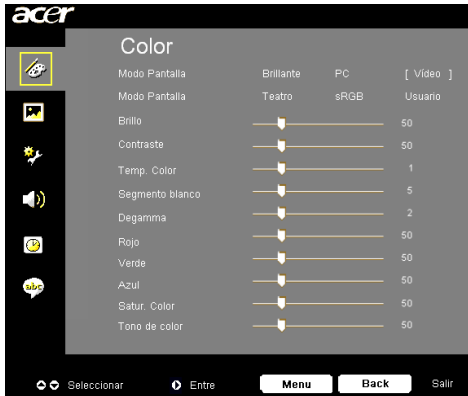 acer
Color
Modo Pantalla Brillante PC [ Vídeo ]
Modo Pantalla Teatro sRGB Usuario
Brillo 50
Contraste 50
Temp. Color 1
Segmento blanco 5
Degamma 2
Rojo 50
Verde 50
Azul 50
Satur. Color 50
Tono de color 50
abc
Seleccionar Entre Menu Back Salir